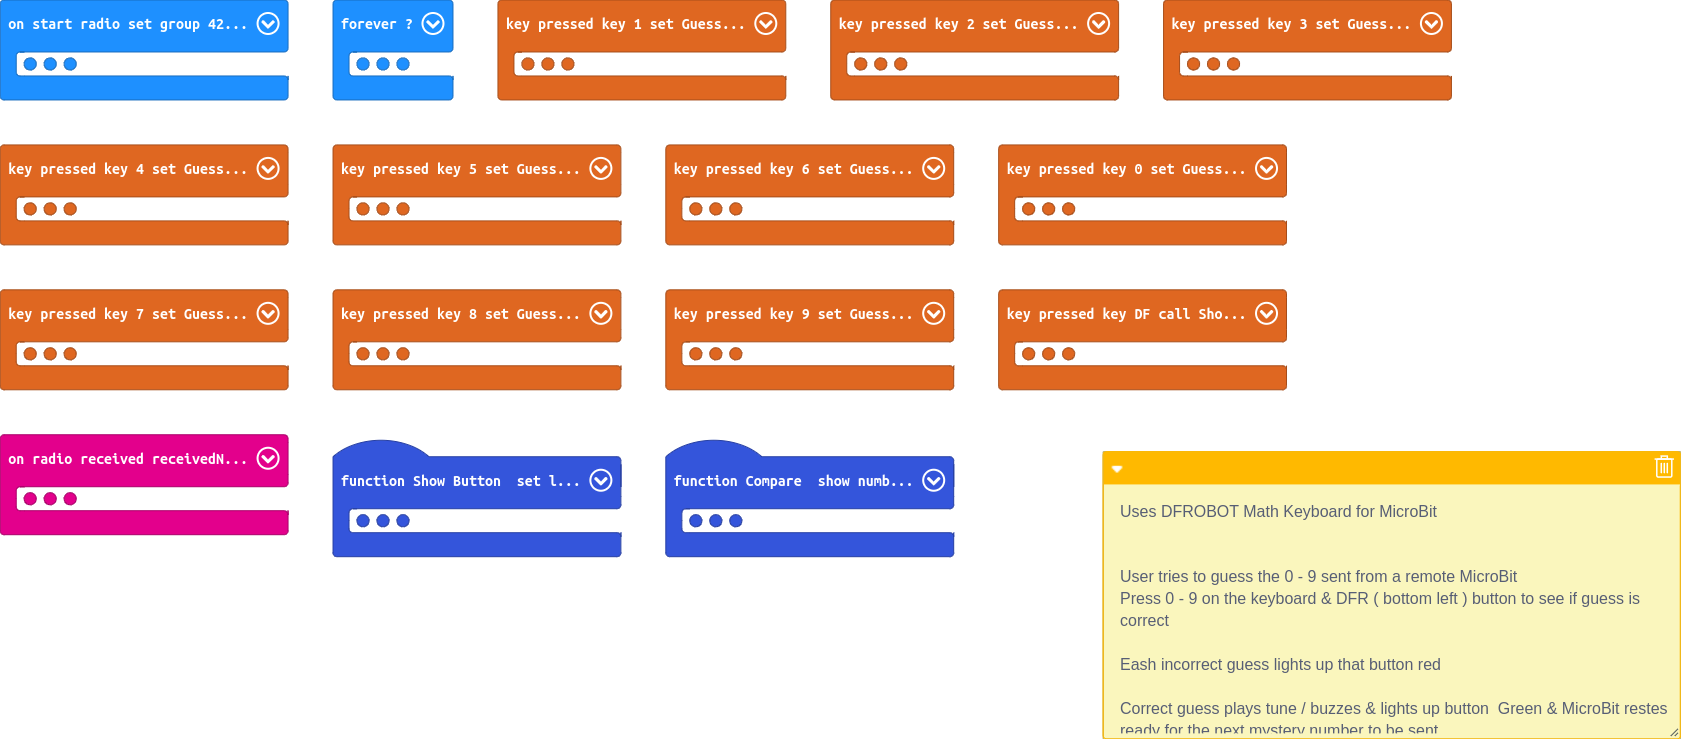 on start radio set group 42...
forever ?
key pressed key 1 set Guess...
key pressed key 2 set Guess...
key pressed key 3 set Guess...
key pressed key 4 set Guess...
key pressed key 5 set Guess...
key pressed key 6 set Guess...
key pressed key 0 set Guess...
key pressed key 7 set Guess...
key pressed key 8 set Guess...
key pressed key 9 set Guess...
key pressed key DF call Sho...
on radio received receivedN...
function Show Button  set l...
function Compare  show numb...
Uses DFROBOT Math Keyboard for MicroBit
User tries to guess the 0 - 9 sent from a remote MicroBit
Press 0 - 9 on the keyboard & DFR ( bottom left ) button to see if guess is
correct
Eash incorrect guess lights up that button red
Correct guess plays tune / buzzes & lights up button  Green & MicroBit restes
ready for the next mystery number to be sent